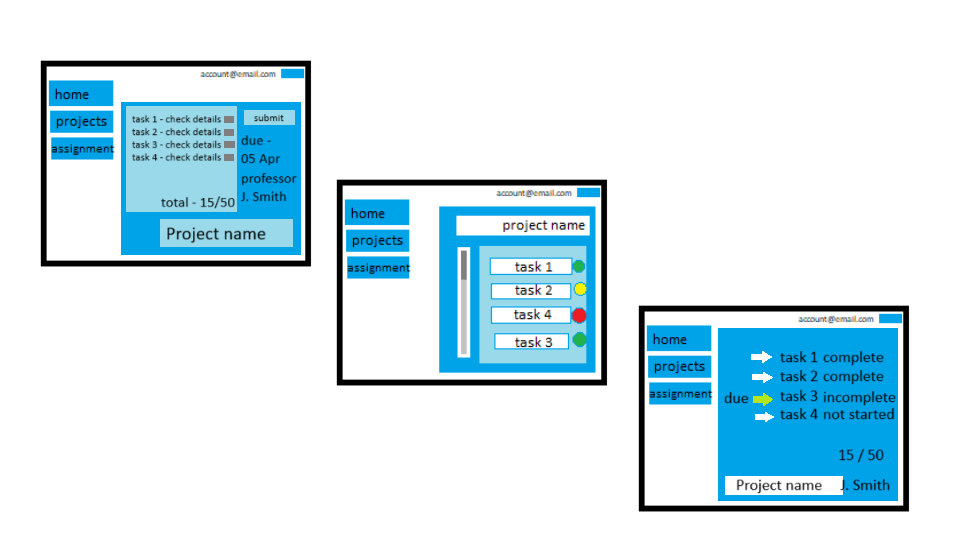 account@email.com
home
projects
assignment
task 1 - check details
task 2 - check details
task 3 - check details
task 4 - check details
total - 15/50
submit
due -
05 Apr
professor
J. Smith
Project name
account@email.com
home
projects
assignment
project name
task 1
task 2
task 4
task 3
account@email.com
home
projects
assignment
task 1 complete
task 2 complete
due task 3 incomplete
task 4 not started
15 / 50
Project name J. Smith